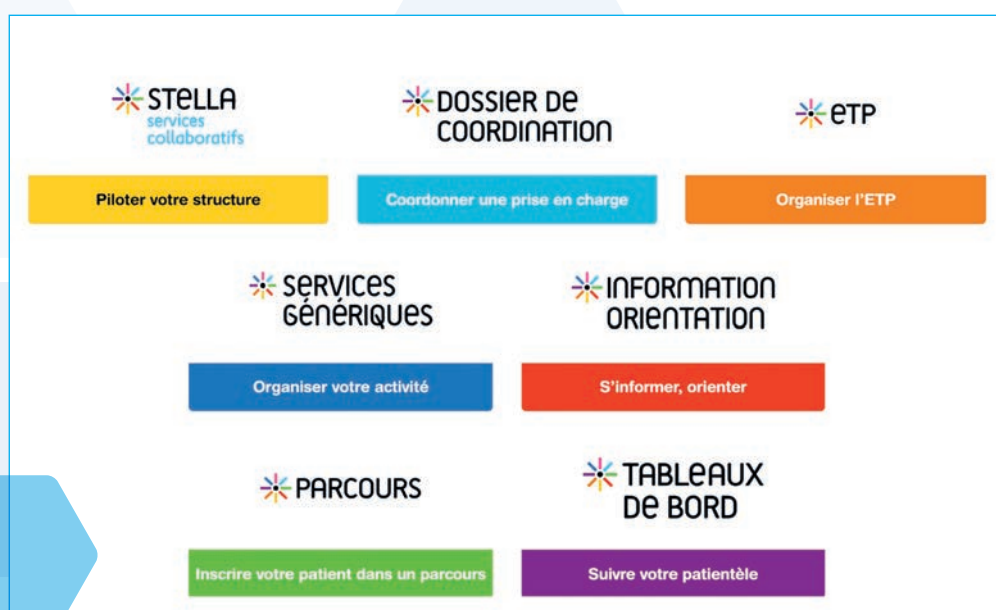 STELLA
services
collaboratifs
Piloter votre structure
DOSSIER DE
COORDINATION
Coordonner une prise en charge
ETP
Organiser l'ETP
SERVICES
GÉNÉRIQUES
Organiser votre activité
INFORMATION
ORIENTATION
S'informer, orienter
PARCOURS
Inscrire votre patient dans un parcours
TABLEAUX
DE BORD
Suivre votre patientèle